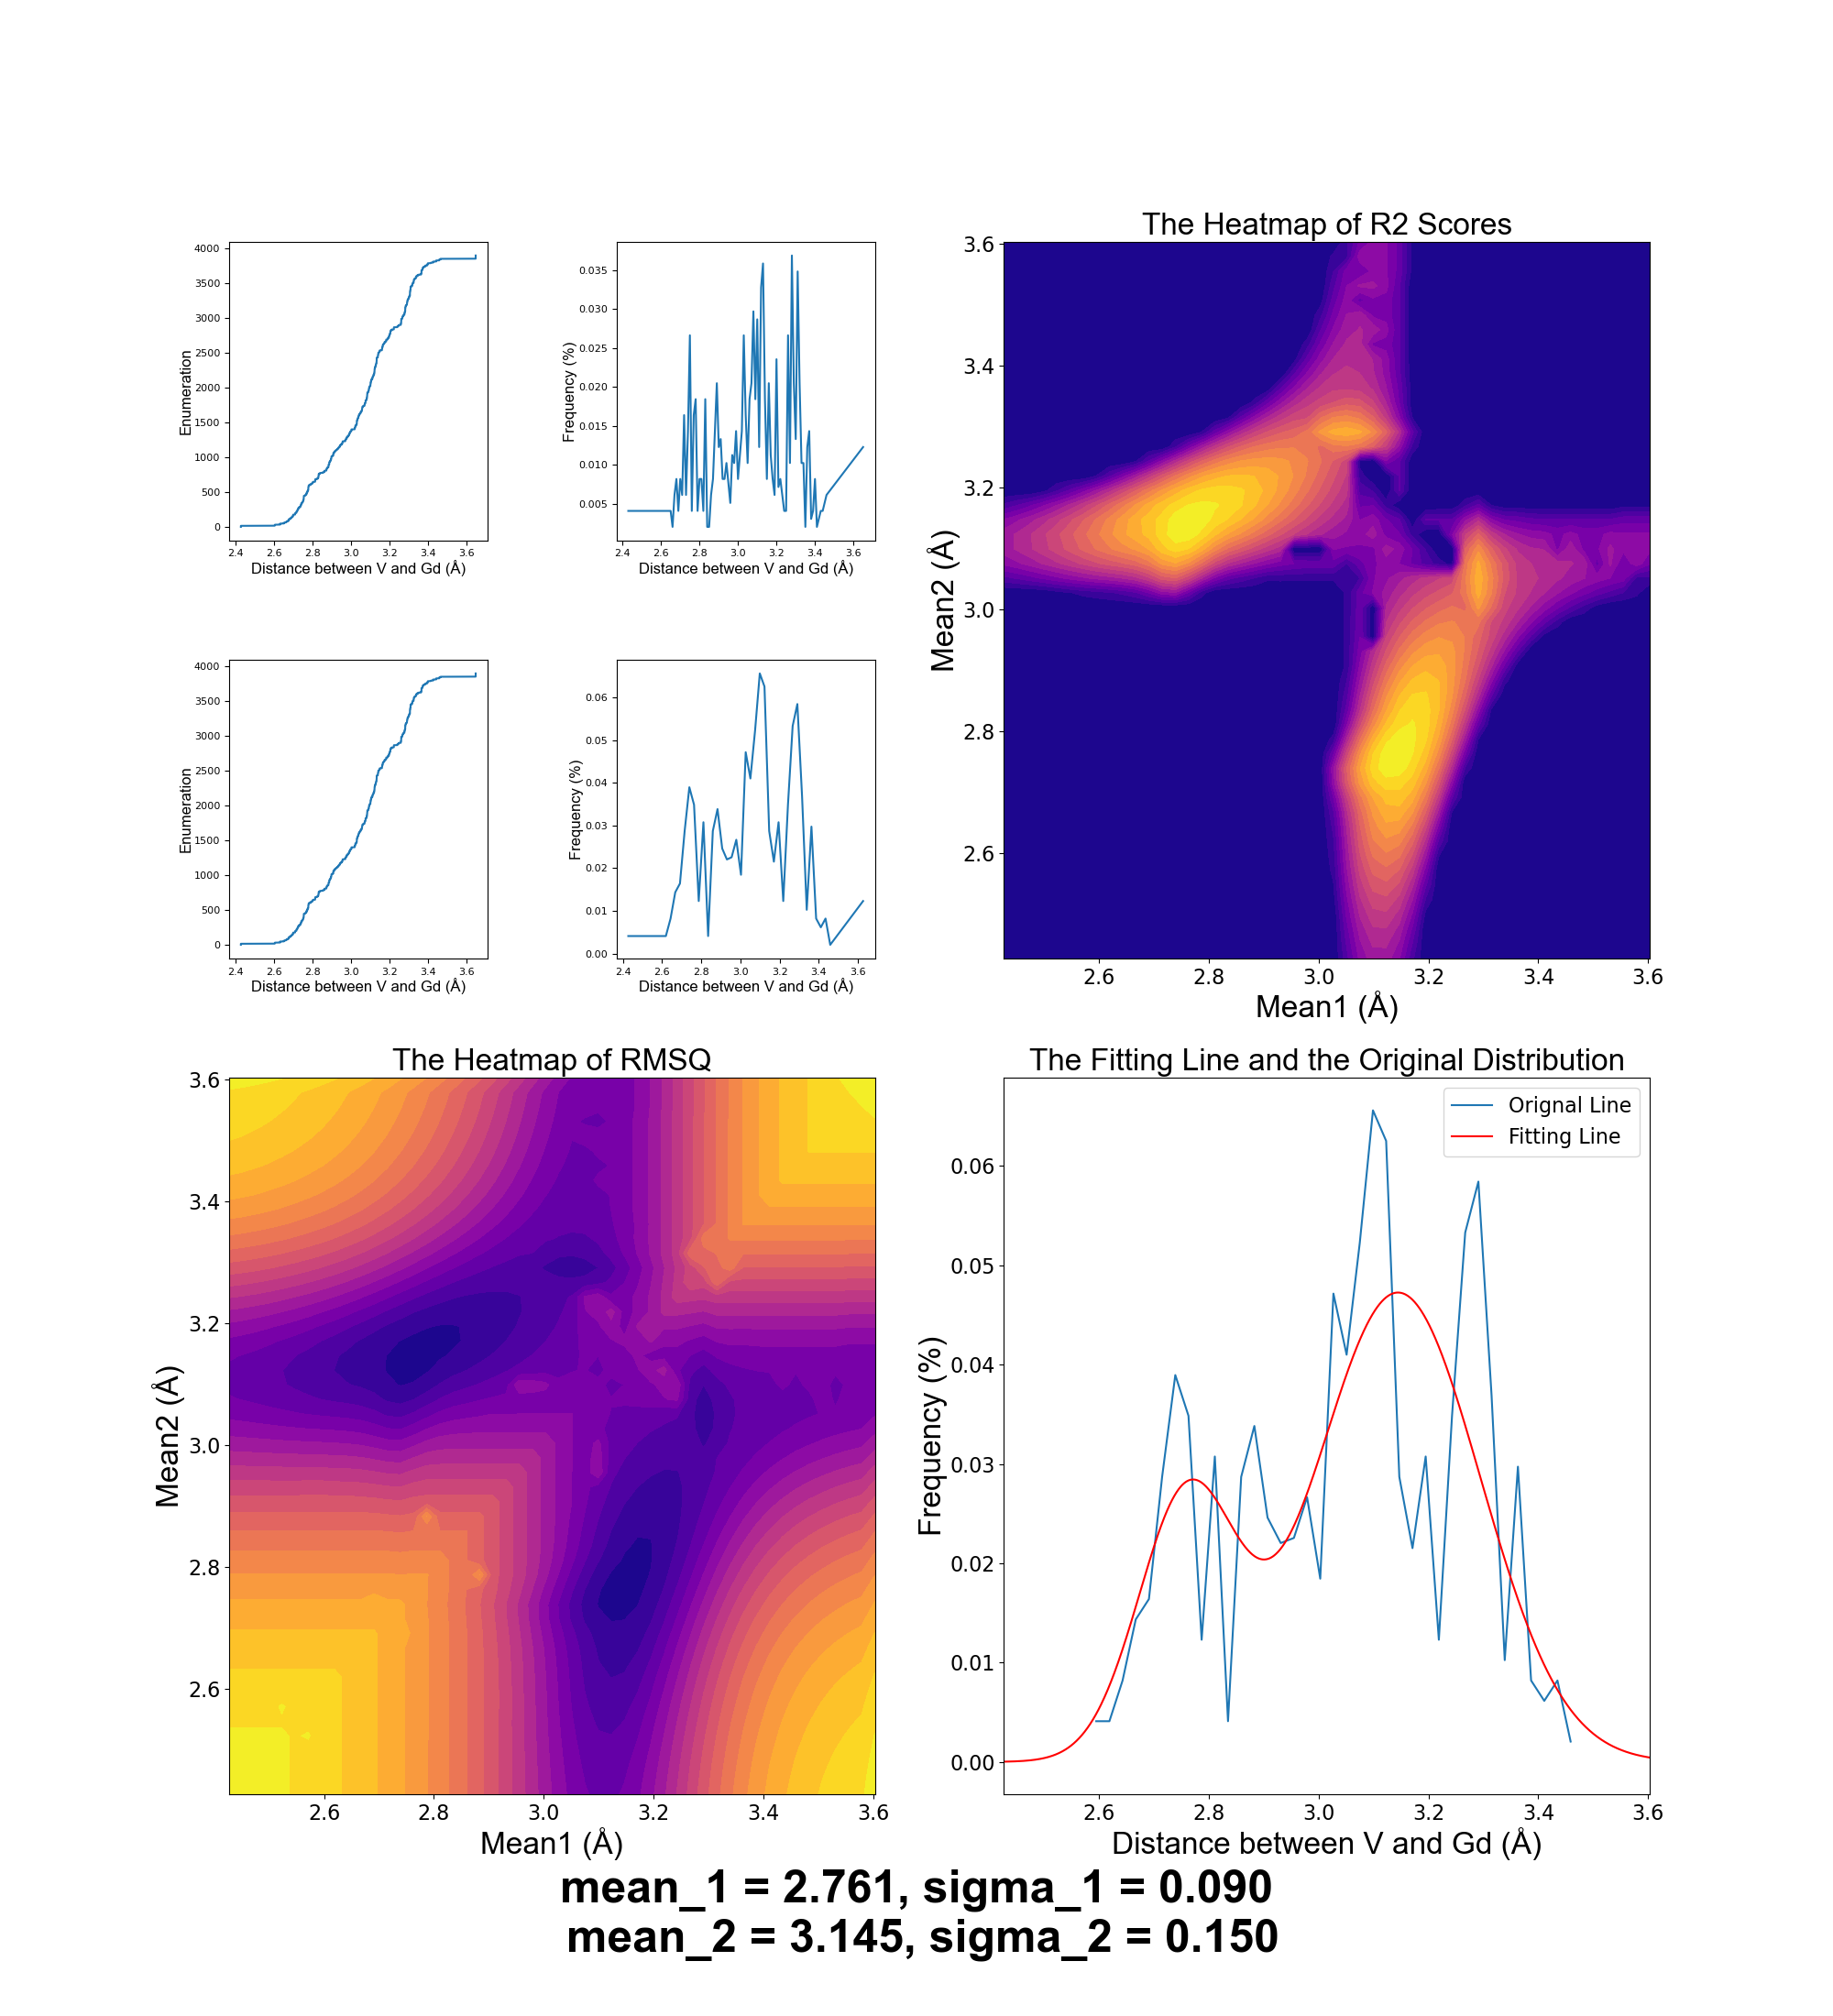 The Heatmap of R2 Scores
4000
3500
3000
2500
2000
1500
1000
500
0
Enumeration
2.4 2.6 2.8 3.0 3.2 3.4 3.6
Distance between V and Gd (Å)
0.035
0.030
0.025
0.020
0.015
0.010
0.005
Frequency (%)
2.4 2.6 2.8 3.0 3.2 3.4 3.6
Distance between V and Gd (Å)
3.6
3.4
3.2
3.0
2.8
2.6
Mean2 (Å)
2.6 2.8 3.0 3.2 3.4 3.6
Mean1 (Å)
4000
3500
3000
2500
2000
1500
1000
500
0
Enumeration
2.4 2.6 2.8 3.0 3.2 3.4 3.6
Distance between V and Gd (Å)
0.06
0.05
0.04
0.03
0.02
0.01
0.00
Frequency (%)
2.4 2.6 2.8 3.0 3.2 3.4 3.6
Distance between V and Gd (Å)
The Heatmap of RMSQ
3.6
3.4
3.2
3.0
2.8
2.6
Mean2 (Å)
2.6 2.8 3.0 3.2 3.4 3.6
Mean1 (Å)
The Fitting Line and the Original Distribution
Orignal Line
Fitting Line
0.06
0.05
0.04
0.03
0.02
0.01
0.00
Frequency (%)
2.6 2.8 3.0 3.2 3.4 3.6
Distance between V and Gd (Å)
mean_1 = 2.761, sigma_1 = 0.090
mean_2 = 3.145, sigma_2 = 0.150